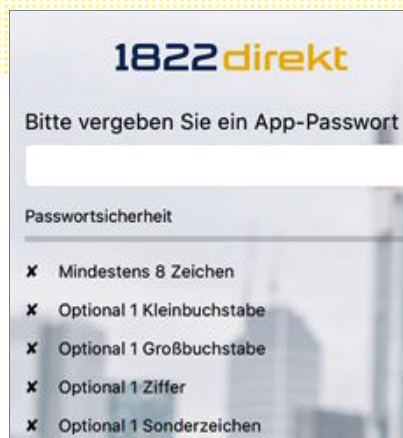 1822direkt
Bitte vergeben Sie ein App-Passwort
Passwortsicherheit
✘ Mindestens 8 Zeichen
✘ Optional 1 Kleinbuchstabe
✘ Optional 1 Großbuchstabe
✘ Optional 1 Ziffer
✘ Optional 1 Sonderzeichen